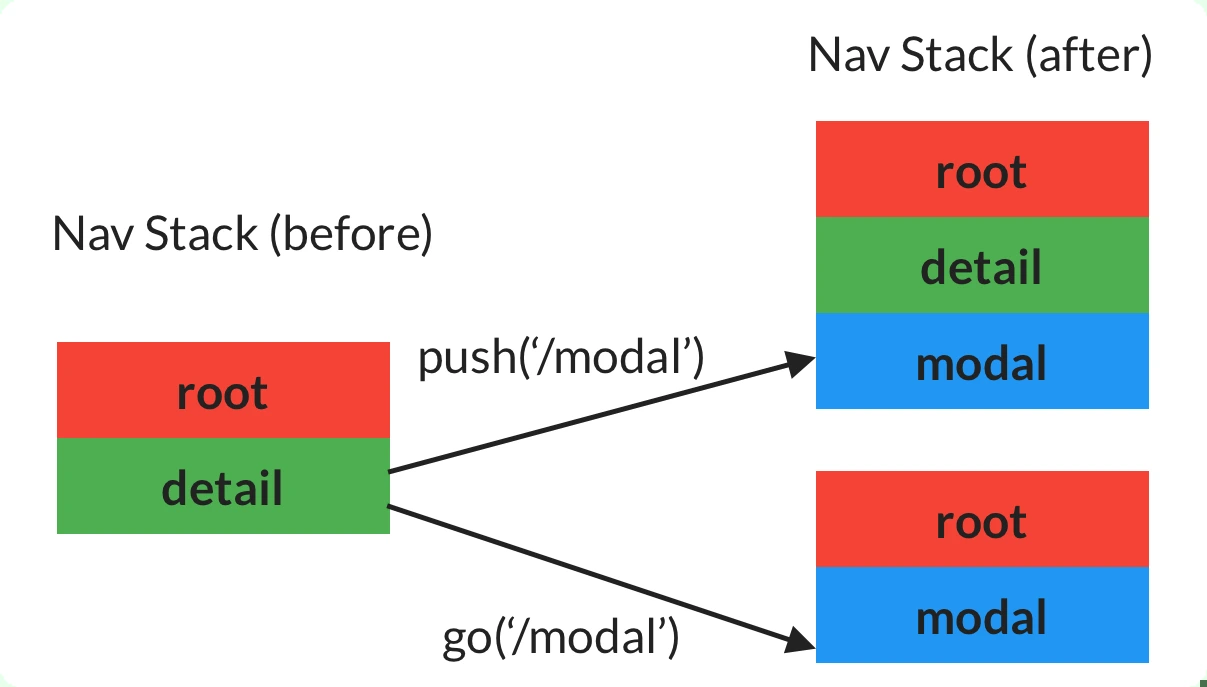 Nav Stack (after)
root
detail
modal
Nav Stack (before)
root
detail
push(‘/modal’)
go(‘/modal’)
root
modal